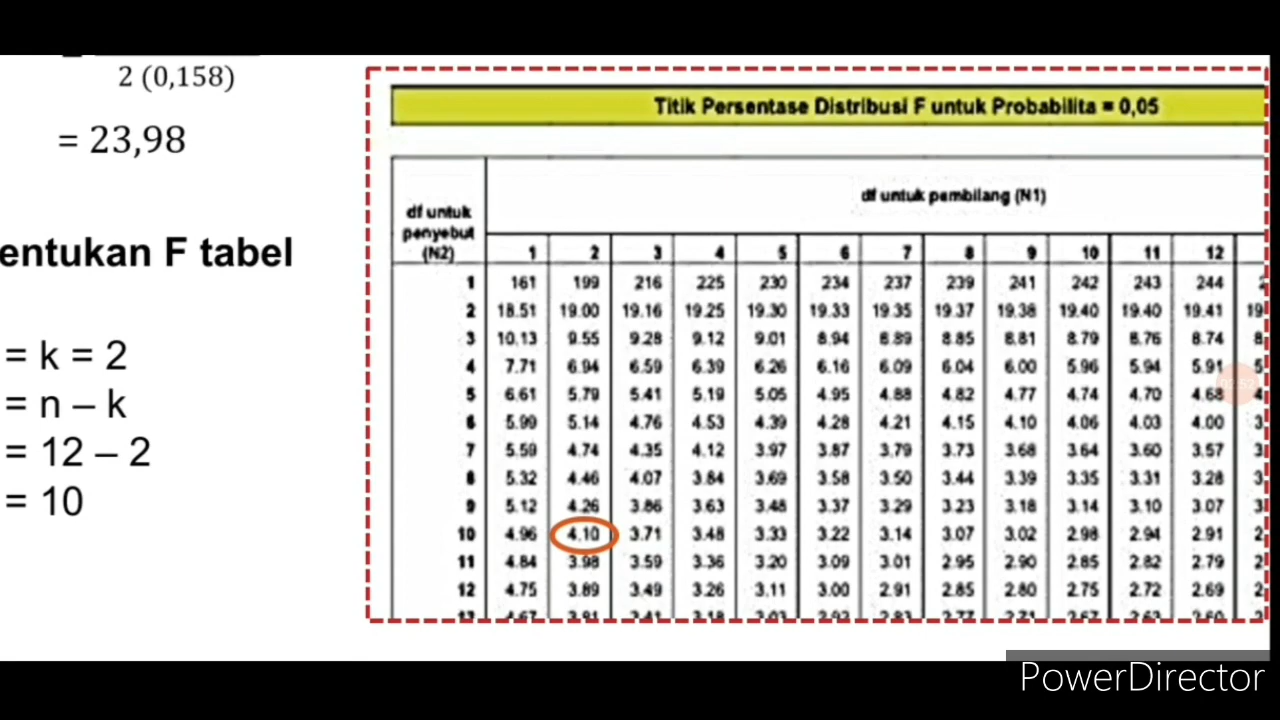 2 (0,158)
= 23,98
entukan F tabel
= k = 2
= n – k
= 12 – 2
= 10
Titik Persentase Distribusi F untuk Probabilita = 0,05
df untuk penyebut (N2)
df untuk pembilang (N1)
1 2 3 4 5 6 7 8 9 10 11 12
1 161 199 216 225 230 234 237 239 241 242 243 244
2 18.51 19.00 19.16 19.25 19.30 19.33 19.35 19.37 19.38 19.40 19.40 19.41 19
3 10.13 9.55 9.28 9.12 9.01 8.94 8.89 8.85 8.81 8.79 8.76 8.74
4 7.71 6.94 6.59 6.39 6.26 6.16 6.09 6.04 6.00 5.96 5.94 5.91
5 6.61 5.79 5.41 5.19 5.05 4.95 4.88 4.82 4.77 4.74 4.70 4.68
6 5.99 5.14 4.76 4.53 4.39 4.28 4.21 4.15 4.10 4.06 4.03 4.00
7 5.59 4.74 4.35 4.12 3.97 3.87 3.79 3.73 3.68 3.64 3.60 3.57
8 5.32 4.46 4.07 3.84 3.69 3.58 3.50 3.44 3.39 3.35 3.31 3.28
9 5.12 4.26 3.86 3.63 3.48 3.37 3.29 3.23 3.18 3.14 3.10 3.07
10 4.96 4.10 3.71 3.48 3.33 3.22 3.14 3.07 3.02 2.98 2.94 2.91
11 4.84 3.98 3.59 3.36 3.20 3.09 3.01 2.95 2.90 2.85 2.82 2.79
12 4.75 3.89 3.49 3.26 3.11 3.00 2.91 2.85 2.80 2.75 2.72 2.69
PowerDirector